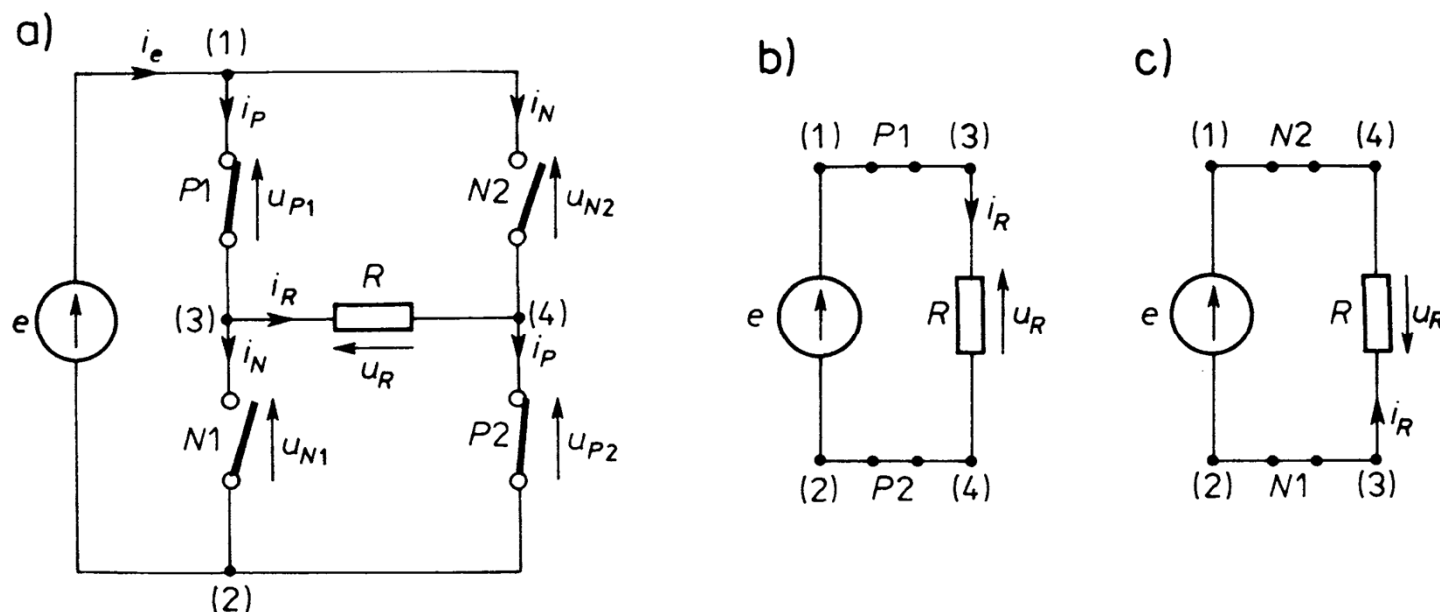 a)
i_e
(1)
i_P
i_N
P1
u_P1
N2
u_N2
e
(3)
i_R
R
(4)
u_R
i_N
i_P
N1
u_N1
P2
u_P2
(2)
b)
(1)
P1
(3)
i_R
e
R
u_R
(2)
P2
(4)
c)
(1)
N2
(4)
e
R
u_R
i_R
(2)
N1
(3)